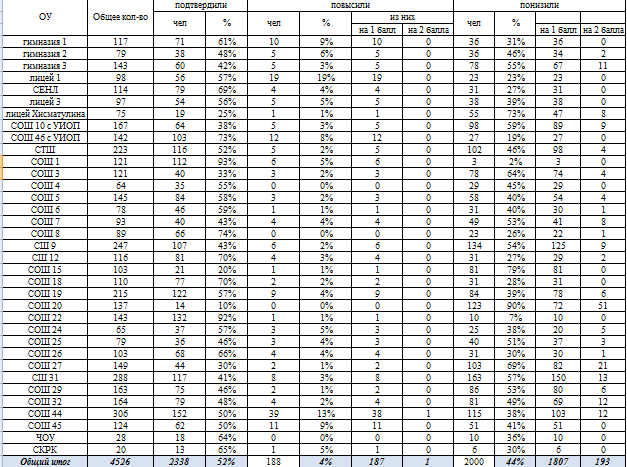 ОУ Общее кол-во подтвердили повысили понизили
чел % чел % из них чел %
на 1 балл на 2 балла на 1 балл на 2 балла
гимназия 1 117 71 61% 10 9% 10 0 36 31% 36 0
гимназия 2 79 38 48% 5 6% 5 0 36 46% 34 2
гимназия 3 143 60 42% 5 3% 5 0 78 55% 67 11
лицей 1 98 56 57% 19 19% 19 0 23 23% 23 0
СЕНЛ 114 79 69% 4 4% 4 0 31 27% 31 0
лицей 3 97 54 56% 5 5% 5 0 38 39% 38 0
лицей Хисматулина 75 19 25% 1 1% 1 0 55 73% 47 8
СОШ 10 с УИОП 167 64 38% 5 3% 5 0 98 59% 89 9
СОШ 46 с УИОП 142 103 73% 12 8% 12 0 27 19% 27 0
СТШ 223 116 52% 5 2% 5 0 102 46% 98 4
СОШ 1 121 112 93% 6 5% 6 0 3 2% 3 0
СОШ 3 121 40 33% 3 2% 3 0 78 64% 74 4
СОШ 4 64 35 55% 0 0% 0 0 29 45% 29 0
СОШ 5 145 84 58% 3 2% 3 0 58 40% 54 4
СОШ 6 78 46 59% 1 1% 1 0 31 40% 30 1
СОШ 7 93 40 43% 4 4% 4 0 49 53% 41 8
СОШ 8 89 66 74% 0 0% 0 0 23 26% 22 1
СШ 9 247 107 43% 6 2% 6 0 134 54% 125 9
СШ 12 116 81 70% 4 3% 4 0 31 27% 29 2
СОШ 15 103 21 20% 1 1% 1 0 81 79% 81 0
СОШ 18 110 77 70% 2 2% 2 0 31 28% 31 0
СОШ 19 215 122 57% 9 4% 9 0 84 39% 78 6
СОШ 20 137 14 10% 0 0% 0 0 123 90% 72 51
СОШ 22 143 132 92% 1 1% 1 0 10 7% 10 0
СОШ 24 65 37 57% 3 5% 3 0 25 38% 20 5
СОШ 25 79 36 46% 3 4% 3 0 40 51% 37 3
СОШ 26 103 68 66% 4 4% 4 0 31 30% 30 1
СОШ 27 149 44 30% 2 1% 2 0 103 69% 82 21
СШ 31 288 117 41% 8 3% 8 0 163 57% 150 13
СОШ 29 163 75 46% 2 1% 2 0 86 53% 80 6
СОШ 32 164 79 48% 4 2% 4 0 81 49% 69 12
СОШ 44 306 152 50% 39 13% 38 1 115 38% 103 12
СОШ 45 124 62 50% 11 9% 11 0 51 41% 51 0
ЧОУ 28 18 64% 0 0% 0 0 10 36% 10 0
СКРК 20 13 65% 1 5% 1 0 6 30% 6 0
Общий итог 4526 2338 52% 188 4% 187 1 2000 44% 1807 193